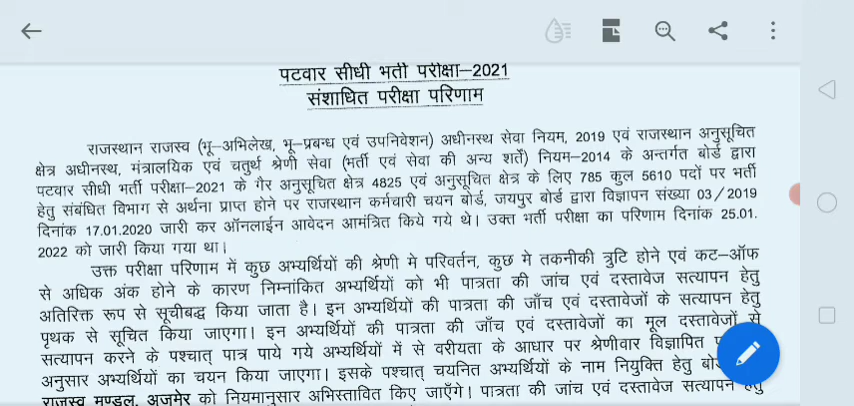 पटवार सीधी भर्ती परीक्षा–2021
संशाधित परीक्षा परिणाम
राजस्थान राजस्व (भू–अभिलेख, भू–प्रबन्ध एवं उपनिवेशन) अधीनस्थ सेवा नियम, 2019 एवं राजस्थान अनुसूचित
क्षेत्र अधीनस्थ, मंत्रालयिक एवं चतुर्थ श्रेणी सेवा (भर्ती एवं सेवा की अन्य शर्तें) नियम–2014 के अन्तर्गत बोर्ड द्वारा
पटवार सीधी भर्ती परीक्षा–2021 के गैर अनुसूचित क्षेत्र 4825 एवं अनुसूचित क्षेत्र के लिए 785 कुल 5610 पदों पर भर्ती
हेतु संबंधित विभाग से अर्थना प्राप्त होने पर राजस्थान कर्मचारी चयन बोर्ड, जयपुर बोर्ड द्वारा विज्ञापन संख्या 03/2019
दिनांक 17.01.2020 जारी कर ऑनलाईन आवेदन आमंत्रित किये गये थे। उक्त भर्ती परीक्षा का परिणाम दिनांक 25.01.
2022 को जारी किया गया था।
उक्त परीक्षा परिणाम में कुछ अभ्यर्थियों की श्रेणी मे परिवर्तन, कुछ मे तकनीकी त्रुटि होने एवं कट–ऑफ
से अधिक अंक होने के कारण निम्नांकित अभ्यर्थियों को भी पात्रता की जांच एवं दस्तावेज सत्यापन हेतु
अतिरिक्त रूप से सूचीबद्ध किया जाता है। इन अभ्यर्थियों की पात्रता की जाँच एवं दस्तावेजों के सत्यापन हेतु
पृथक से सूचित किया जाएगा। इन अभ्यर्थियों की पात्रता की जाँच एवं दस्तावेजों का मूल दस्तावेजों से
सत्यापन करने के पश्चात् पात्र पाये गये अभ्यर्थियों में से वरीयता के आधार पर श्रेणीवार विज्ञापित
अनुसार अभ्यर्थियों का चयन किया जाएगा। इसके पश्चात् चयनित अभ्यर्थियों के नाम नियुक्ति हेतु
राजस्व मण्डल, अजमेर को नियमानुसार अभिस्तावित किए जाएँगे। पात्रता की जांच एवं दस्तावेज सत्यापन हेतु